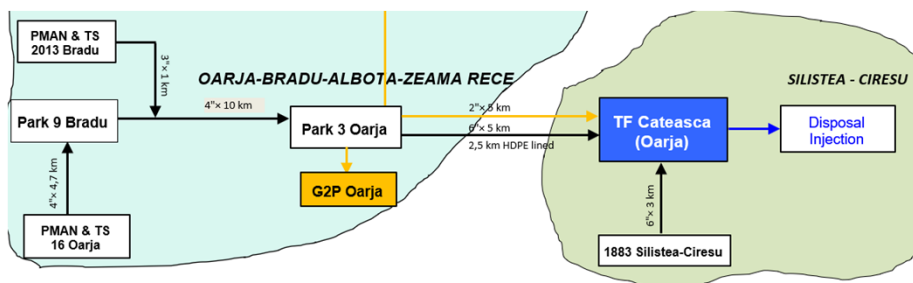 PMAN & TS
2013 Bradu
3"× 1 km
OARJA-BRADU-ALBOTA-ZEAMA RECE
SILISTEA - CIRESU
Park 9 Bradu
4"× 10 km
Park 3 Oarja
2"× 5 km
6"× 5 km
2,5 km HDPE lined
TF Cateasca
(Oarja)
Disposal
Injection
4"× 4,7 km
G2P Oarja
6"× 3 km
PMAN & TS
16 Oarja
1883 Silistea-Ciresu